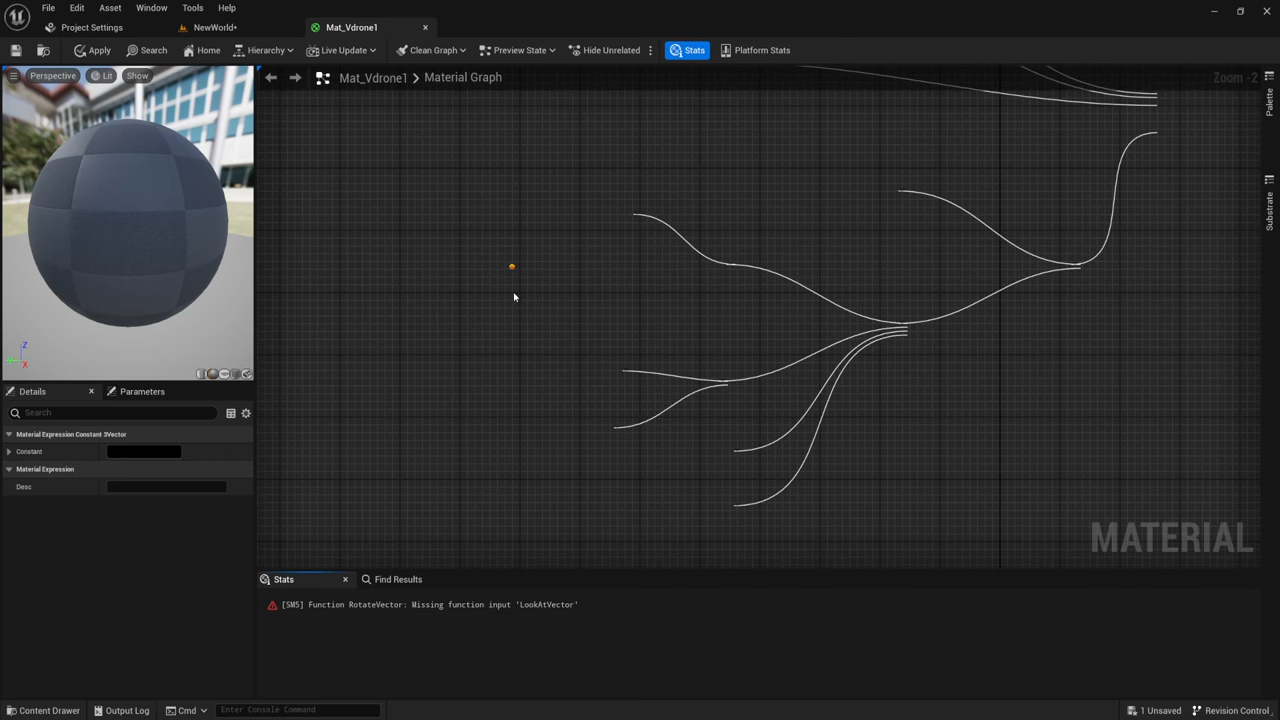 File Edit Asset Window Tools Help
Project Settings NewWorld* Mat_Vdrone1
Apply Search Home Hierarchy Live Update Clean Graph Preview State Hide Unrelated Stats Platform Stats
Perspective Lit Show
Mat_Vdrone1 Material Graph Zoom -2
Palette
Substrate
Z
X
Details Parameters
Search
Material Expression Constant 3Vector
Constant
Material Expression
Desc
MATERIAL
Stats Find Results
[SM5] Function RotateVector: Missing function input 'LookAtVector'
Content Drawer Output Log Cmd Enter Console Command 1 Unsaved Revision Control